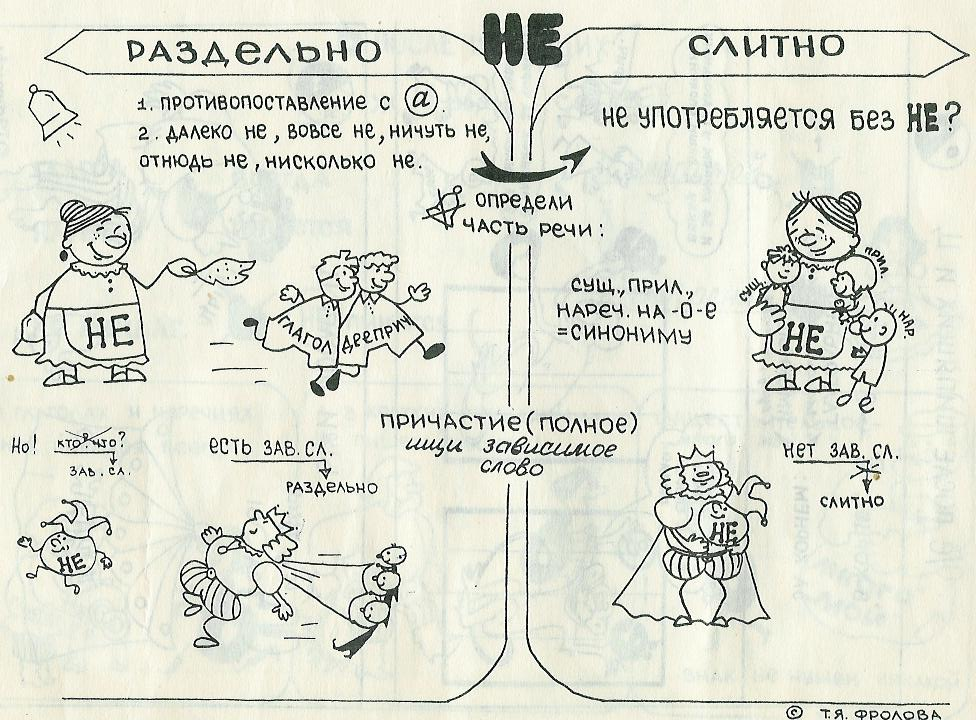 НЕ
РАЗДЕЛЬНО
СЛИТНО
1. ПРОТИВОПОСТАВЛЕНИЕ С а.
2. ДАЛЕКО НЕ, ВОВСЕ НЕ, НИЧУТЬ НЕ,
ОТНЮДЬ НЕ, НИСКОЛЬКО НЕ.
НЕ УПОТРЕБЛЯЕТСЯ БЕЗ НЕ?
ОПРЕДЕЛИ
ЧАСТЬ РЕЧИ:
НЕ
ГЛАГОЛ
ДЕЕПРИЧ
СУЩ., ПРИЛ.,
НАРЕЧ. НА -О-Е
=СИНОНИМУ
СУЩ.
ПРИЛ.
НАР.
НЕ
ПРИЧАСТИЕ (ПОЛНОЕ)
ищи зависимое
слово
Но! КТО? ЧТО?
ЗАВ. СЛ.
ЕСТЬ ЗАВ. СЛ.
РАЗДЕЛЬНО
НЕТ ЗАВ. СЛ.
СЛИТНО
НЕ
НЕ
© Т.Я. ФРОЛОВА